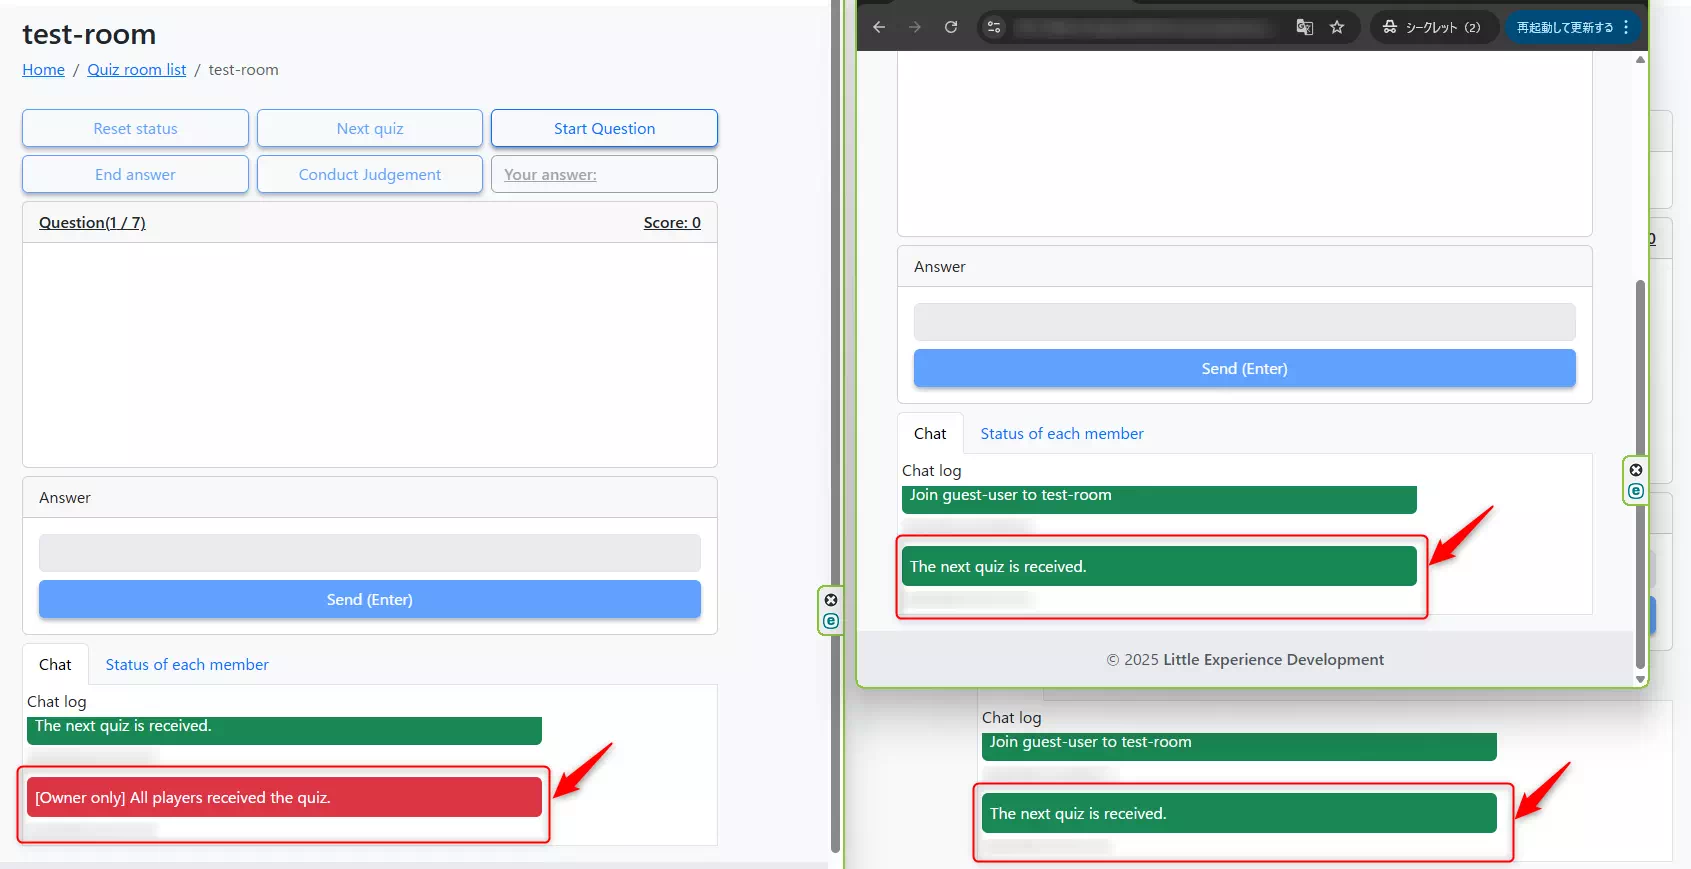 test-room
Home / Quiz room list / test-room
Reset status
Next quiz
Start Question
End answer
Conduct Judgement
Your answer:
Question(1 / 7)
Score: 0
Answer
Send (Enter)
Chat
Status of each member
Chat log
The next quiz is received.
[Owner only] All players received the quiz.
シークレット (2)
再起動して更新する
Answer
Send (Enter)
Chat
Status of each member
Chat log
Join guest-user to test-room
The next quiz is received.
© 2025 Little Experience Development
0
Chat log
Join guest-user to test-room
The next quiz is received.